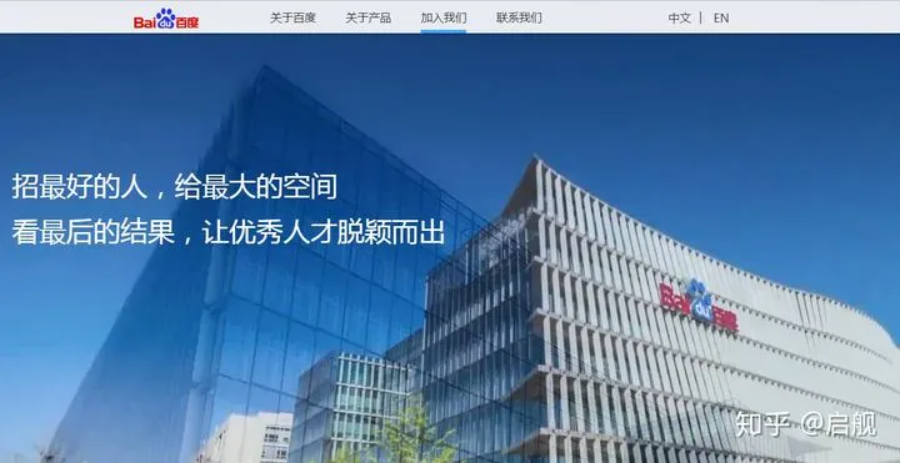 Bai du 百度
关于百度 关于产品 加入我们 联系我们 中文 | EN
招最好的人，给最大的空间
看最后的结果，让优秀人才脱颖而出
Bai du 百度
知乎 @启舰